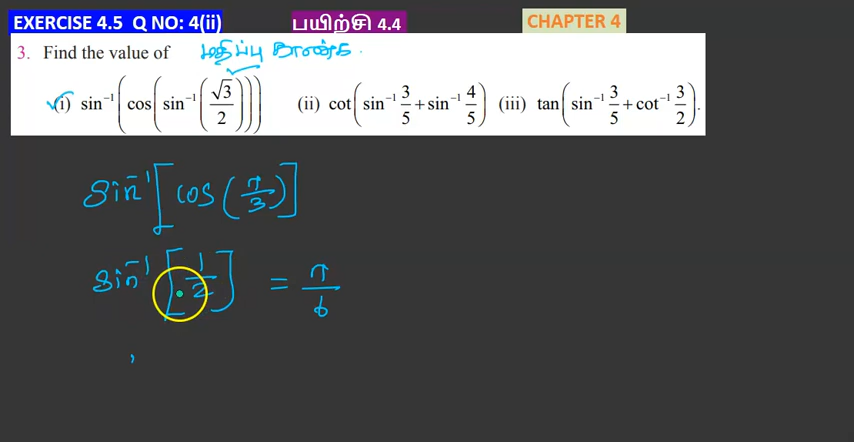 EXERCISE 4.5 Q NO: 4(ii) பயிற்சி 4.4 CHAPTER 4
3. Find the value of மதிப்பு காண்க.
(i) sin⁻¹(cos(sin⁻¹(√3/2))) (ii) cot(sin⁻¹ 3/5 + sin⁻¹ 4/5) (iii) tan(sin⁻¹ 3/5 + cot⁻¹ 3/2).
sin⁻¹[cos(π/3)]
sin⁻¹[1/2] = π/6